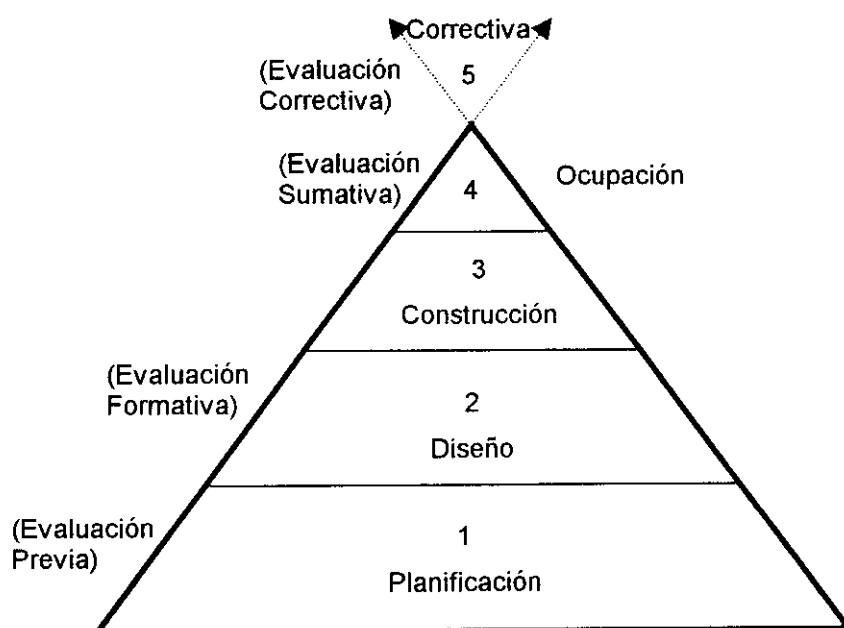 Correctiva
(Evaluación
Correctiva)
5
(Evaluación
Sumativa)
4
Ocupación
3
Construcción
(Evaluación
Formativa)
2
Diseño
(Evaluación
Previa)
1
Planificación